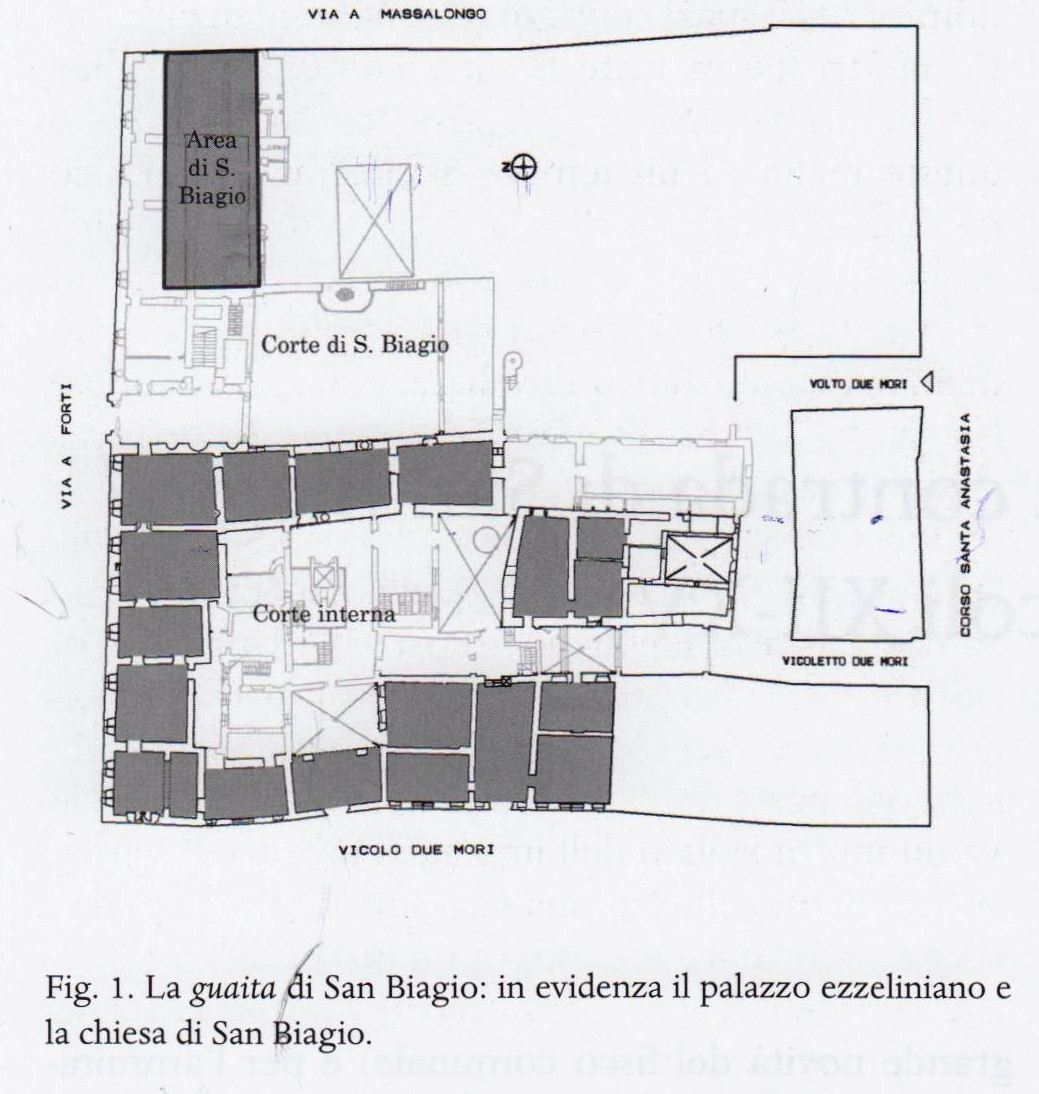 VIA A MASSALONGO
Area
di S.
Biagio
N
Corte di S. Biagio
VOLTO DUE MORI
VIA A FORTI
CORSO SANTA ANASTASIA
Corte interna
VICOLETTO DUE MORI
VICOLO DUE MORI
Fig. 1. La guaita di San Biagio: in evidenza il palazzo ezzeliniano e
la chiesa di San Biagio.